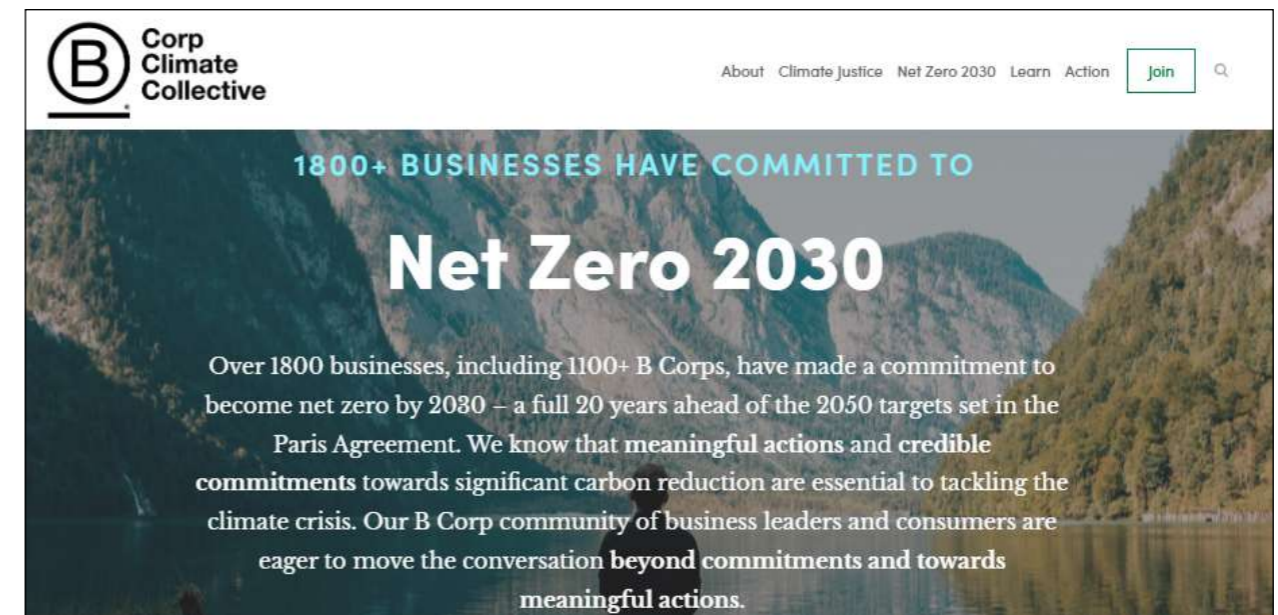 B
Corp
Climate
Collective
About Climate Justice Net Zero 2030 Learn Action Join
1800+ BUSINESSES HAVE COMMITTED TO
Net Zero 2030
Over 1800 businesses, including 1100+ B Corps, have made a commitment to
become net zero by 2030 – a full 20 years ahead of the 2050 targets set in the
Paris Agreement. We know that meaningful actions and credible
commitments towards significant carbon reduction are essential to tackling the
climate crisis. Our B Corp community of business leaders and consumers are
eager to move the conversation beyond commitments and towards
meaningful actions.